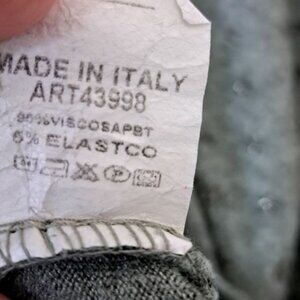 MADE IN ITALY
ART43998
95%VISCOSAPBT
5% ELASTCO